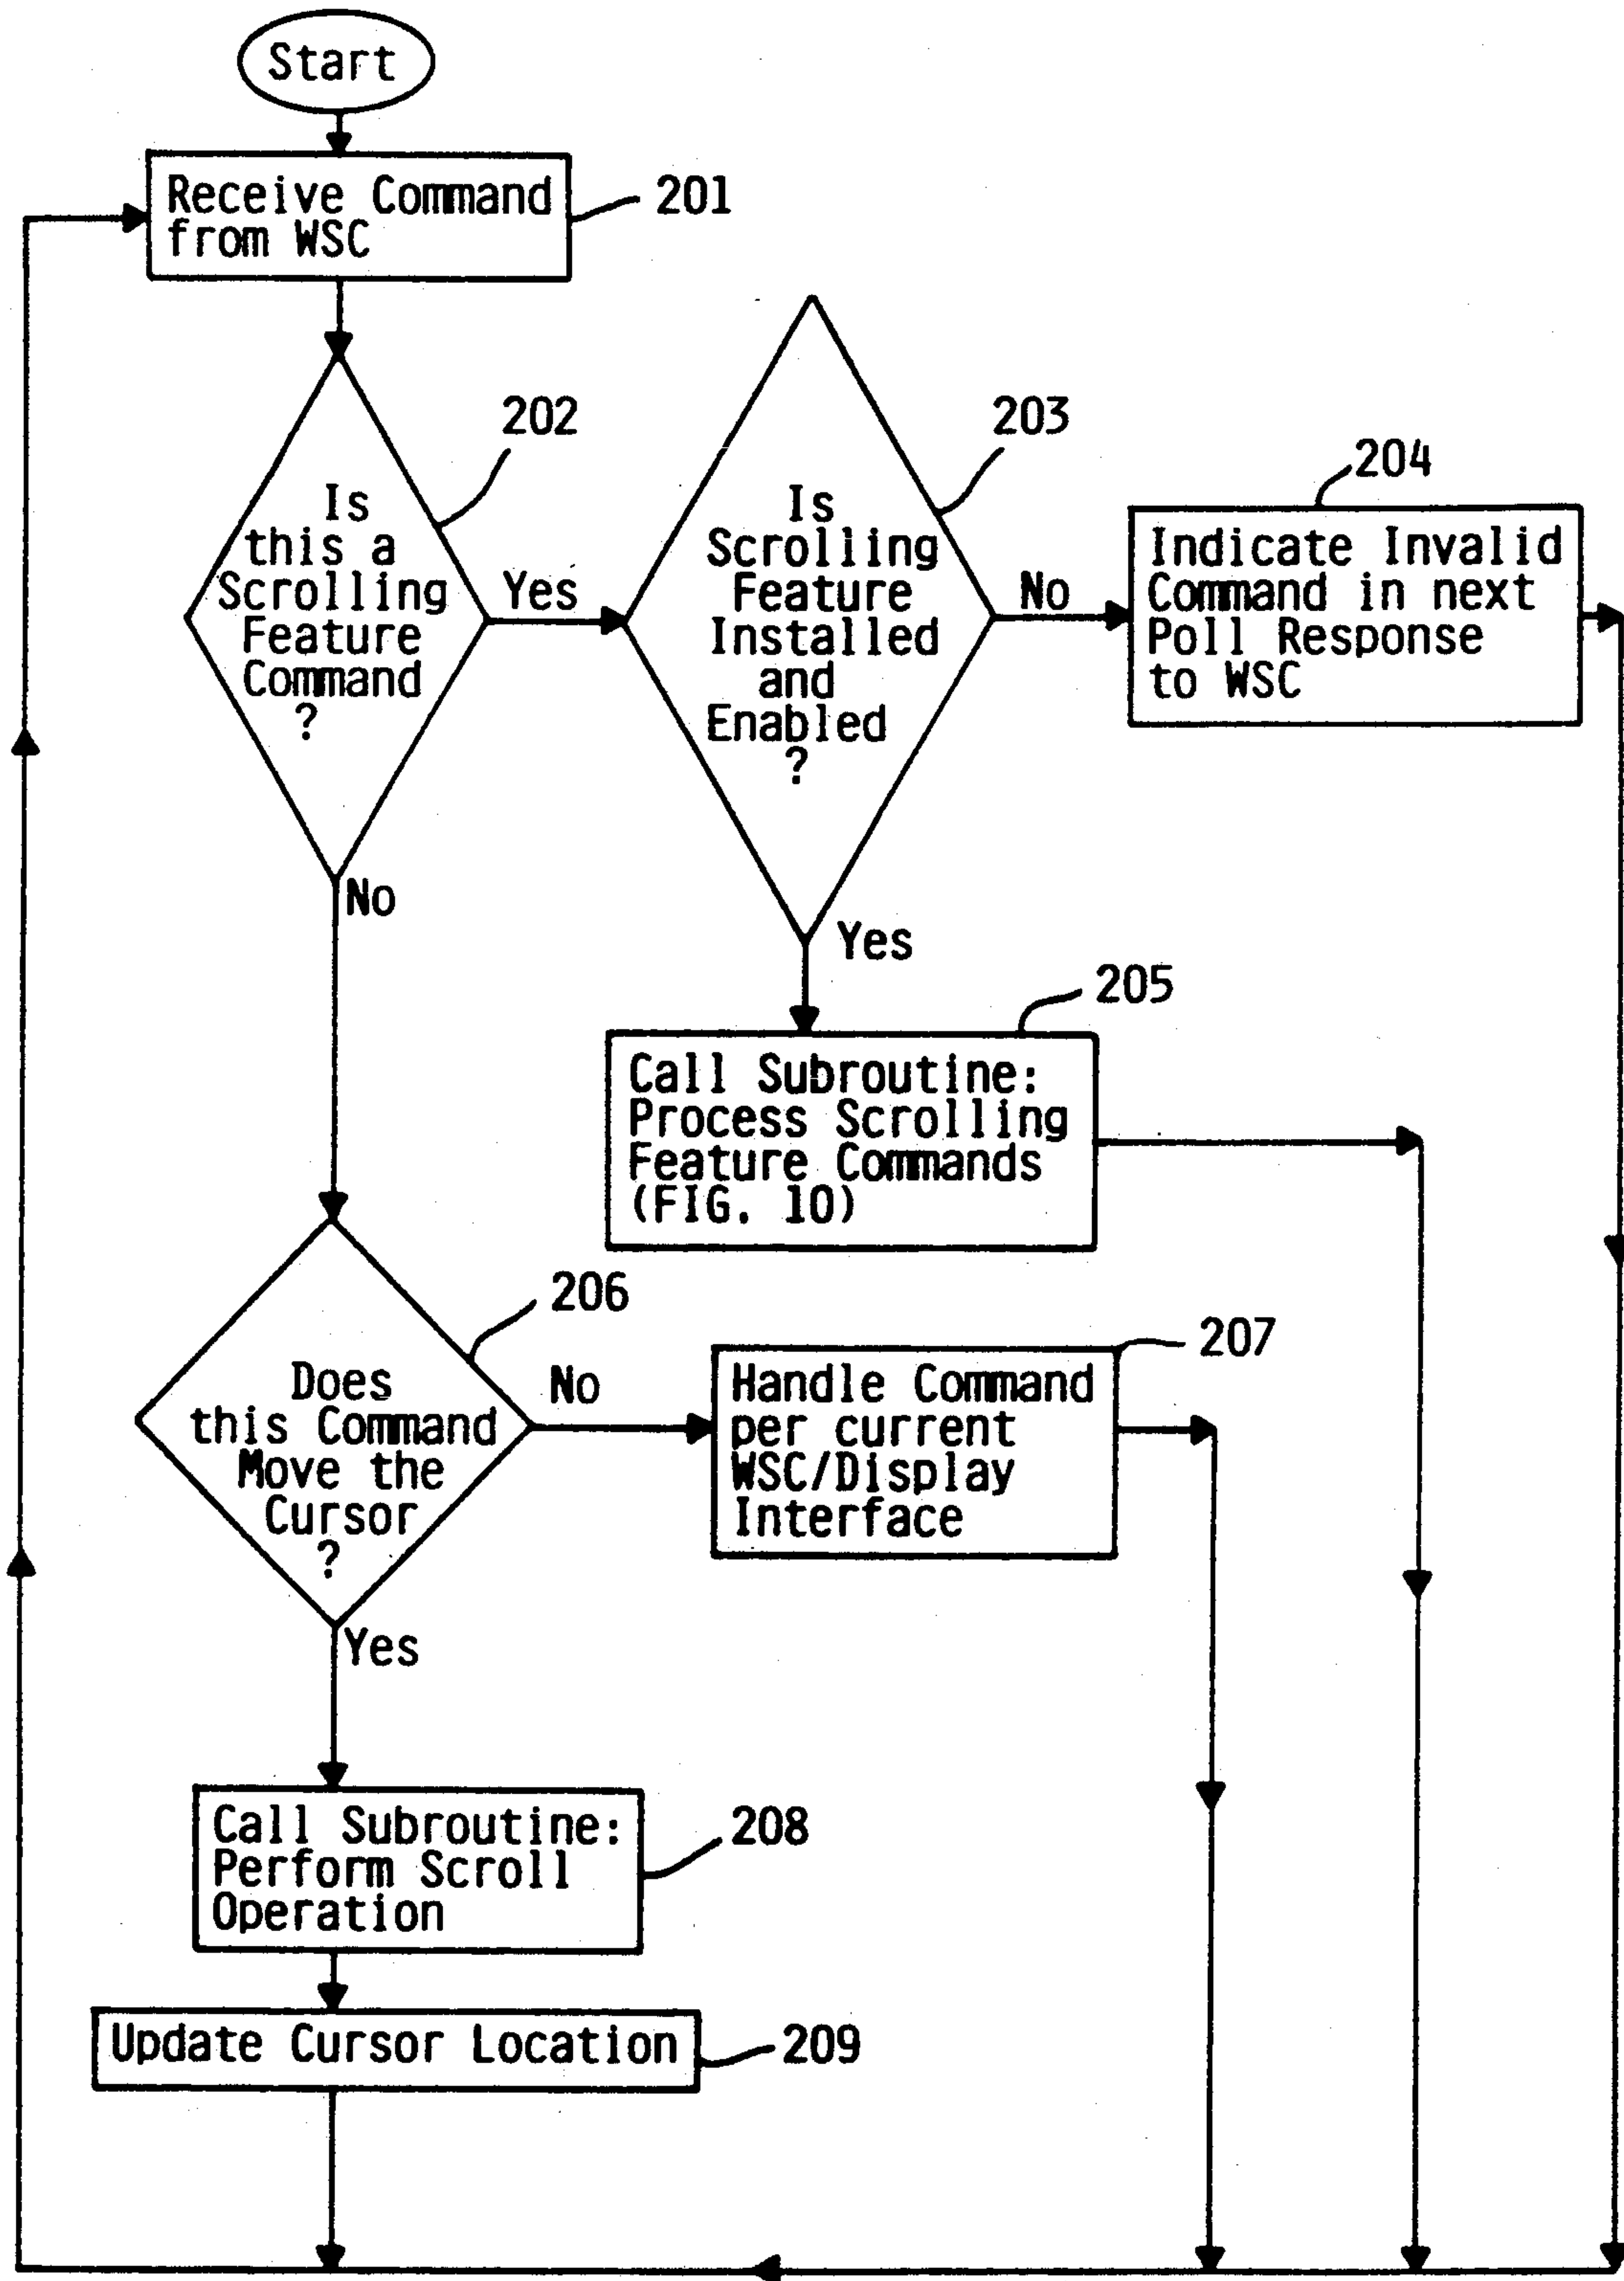 Start
Receive Command
from WSC
201
202
Is
this a
Scrolling
Feature
Command
?
Yes
No
203
Is
Scrolling
Feature
Installed
and
Enabled
?
No
Yes
204
Indicate Invalid
Command in next
Poll Response
to WSC
205
Call Subroutine:
Process Scrolling
Feature Commands
(FIG. 10)
206
Does
this Command
Move the
Cursor
?
No
Yes
207
Handle Command
per current
WSC/Display
Interface
Call Subroutine:
Perform Scroll
Operation
208
Update Cursor Location
209